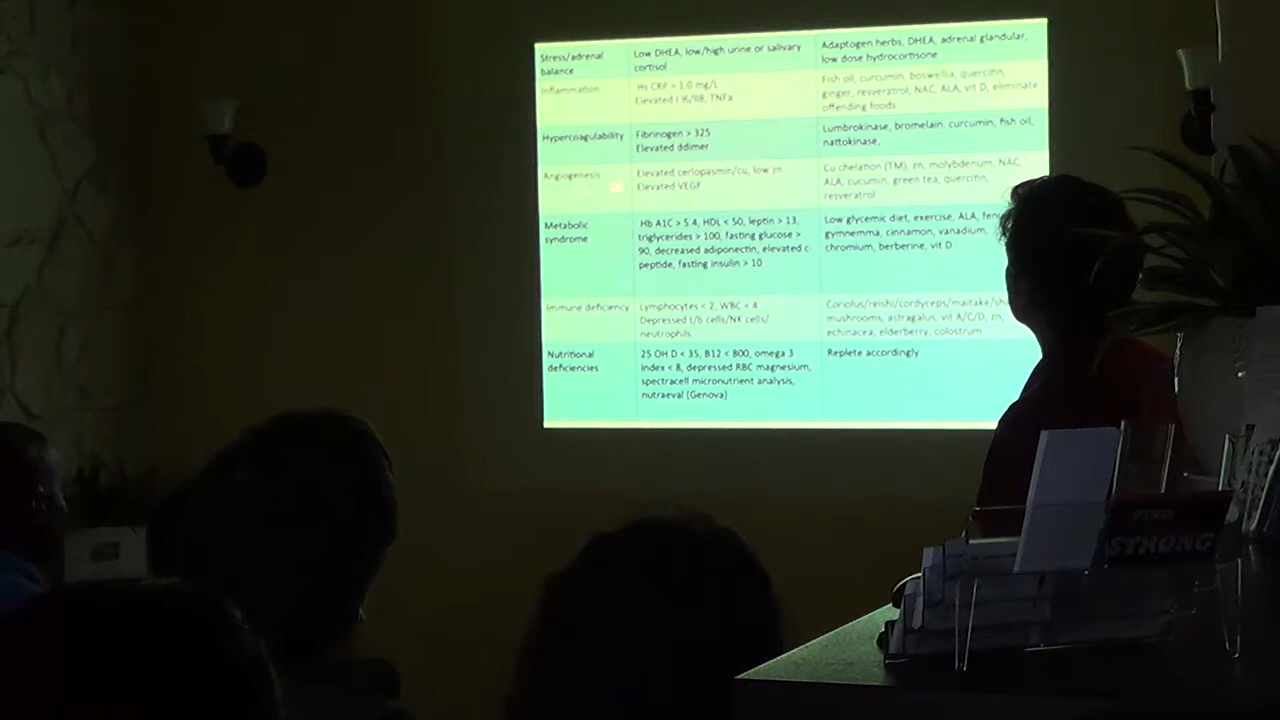 Stress/adrenal
balance
Low DHEA, low/high urine or salivary
cortisol
Adaptogen herbs, DHEA, adrenal glandular,
low dose hydrocortisone
Inflammation
Hs CRP > 1.0 mg/L
Elevated I l6/Il8, TNFa
Fish oil, curcumin, boswellia, quercitin,
ginger, resveratrol, NAC, ALA, vit D, eliminate
offending foods
Hypercoagulability
Fibrinogen > 325
Elevated ddimer
Lumbrokinase, bromelain, curcumin, fish oil,
nattokinase,
Angiogenesis
Elevated cerlopasmin/cu, low zn
Elevated VEGF
Cu chelation (TM), zn, molybdenum, NAC,
ALA, cucumin, green tea, quercitin,
resveratrol
Metabolic
syndrome
Hb A1C > 5.4, HDL < 50, leptin > 13,
triglycerides > 100, fasting glucose >
90, decreased adiponectin, elevated c-
peptide, fasting insulin > 10
Low glycemic diet, exercise, ALA,
gymnemma, cinnamon, vanadium,
chromium, berberine, vit D
Immune deficiency
Lymphocytes < 2, WBC < 4
Depressed t/b cells/NK cells/
neutrophils
Coriolus/reishi/cordyceps/maitake/
mushrooms, astragalus, vit A/C/D, zn,
echinacea, elderberry, colostrum
Nutritional
deficiencies
25 OH D < 35, B12 < 800, omega 3
index < 8, depressed RBC magnesium,
spectracell micronutrient analysis,
nutraeval (Genova)
Replete accordingly
STRONG